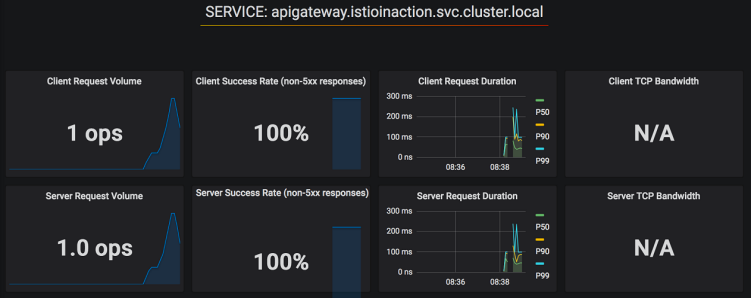 SERVICE: apigateway.istioinaction.svc.cluster.local
Client Request Volume
1 ops
Client Success Rate (non-5xx responses)
100%
Client Request Duration
300 ms
200 ms
100 ms
0 ns
08:36
08:38
P50
P90
P99
Client TCP Bandwidth
N/A
Server Request Volume
1.0 ops
Server Success Rate (non-5xx responses)
100%
Server Request Duration
300 ms
200 ms
100 ms
0 ns
08:36
08:38
P50
P90
P99
Server TCP Bandwidth
N/A